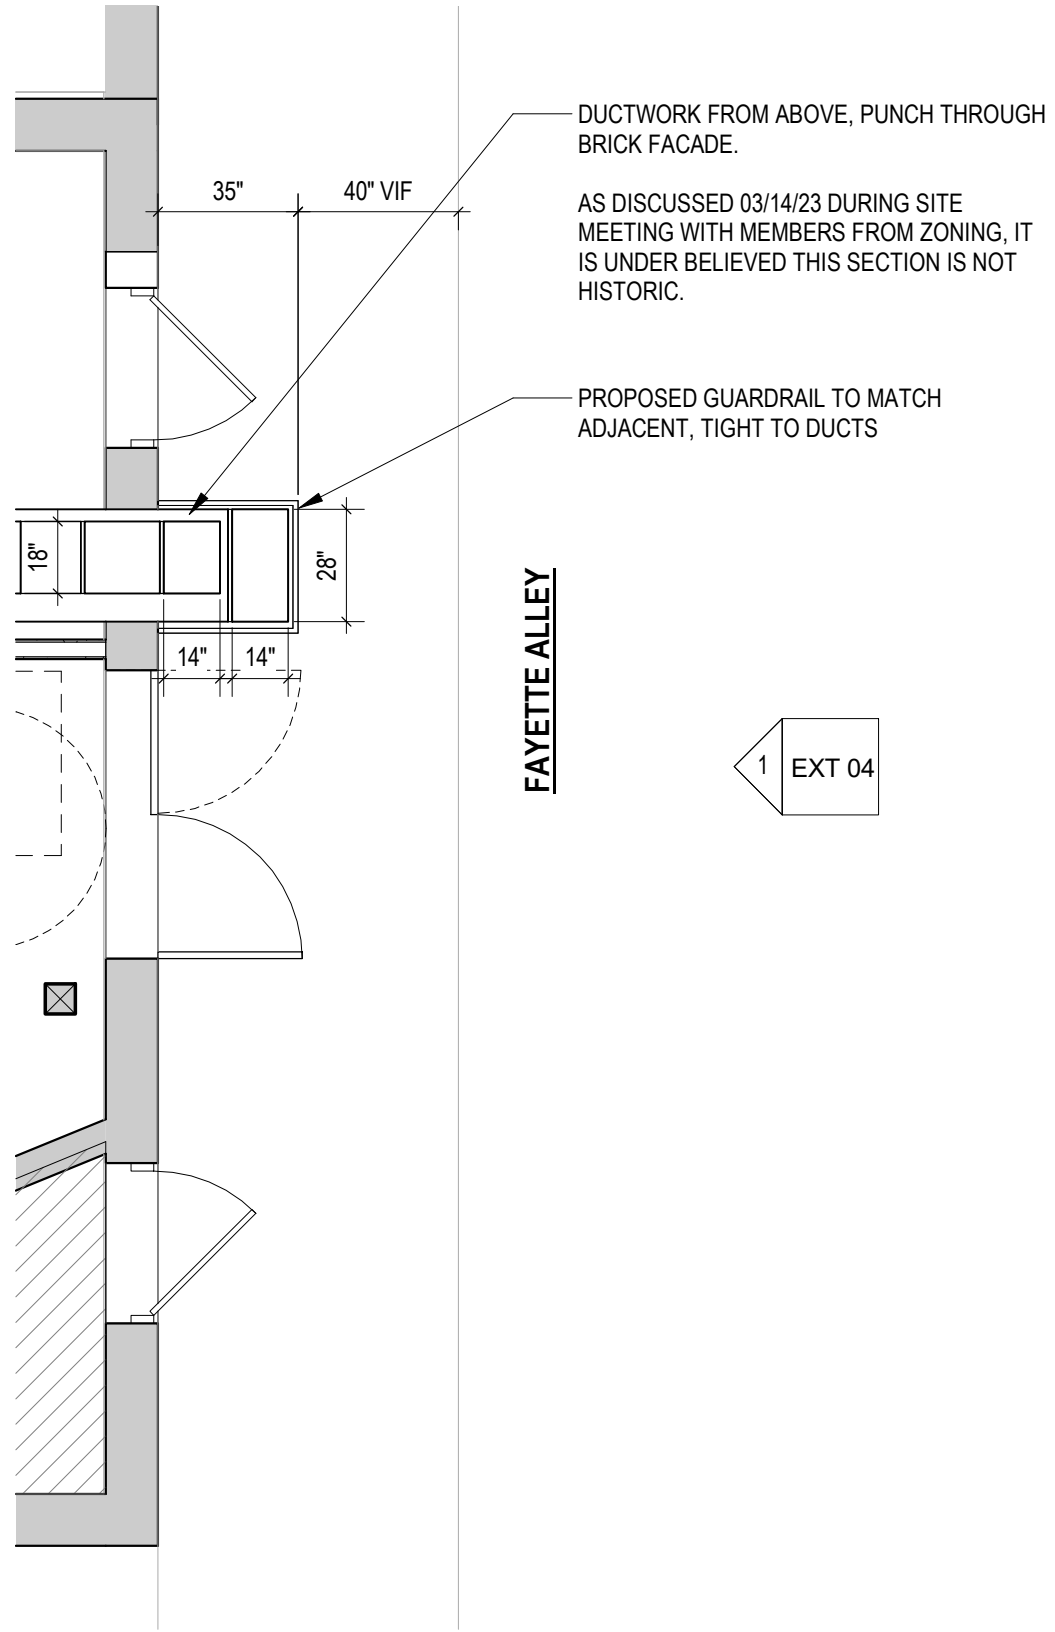 DUCTWORK FROM ABOVE, PUNCH THROUGH
BRICK FACADE.
AS DISCUSSED 03/14/23 DURING SITE
MEETING WITH MEMBERS FROM ZONING, IT
IS UNDER BELIEVED THIS SECTION IS NOT
HISTORIC.
35"
40" VIF
PROPOSED GUARDRAIL TO MATCH
ADJACENT, TIGHT TO DUCTS
18"
28"
14"
14"
FAYETTE ALLEY
1
EXT 04